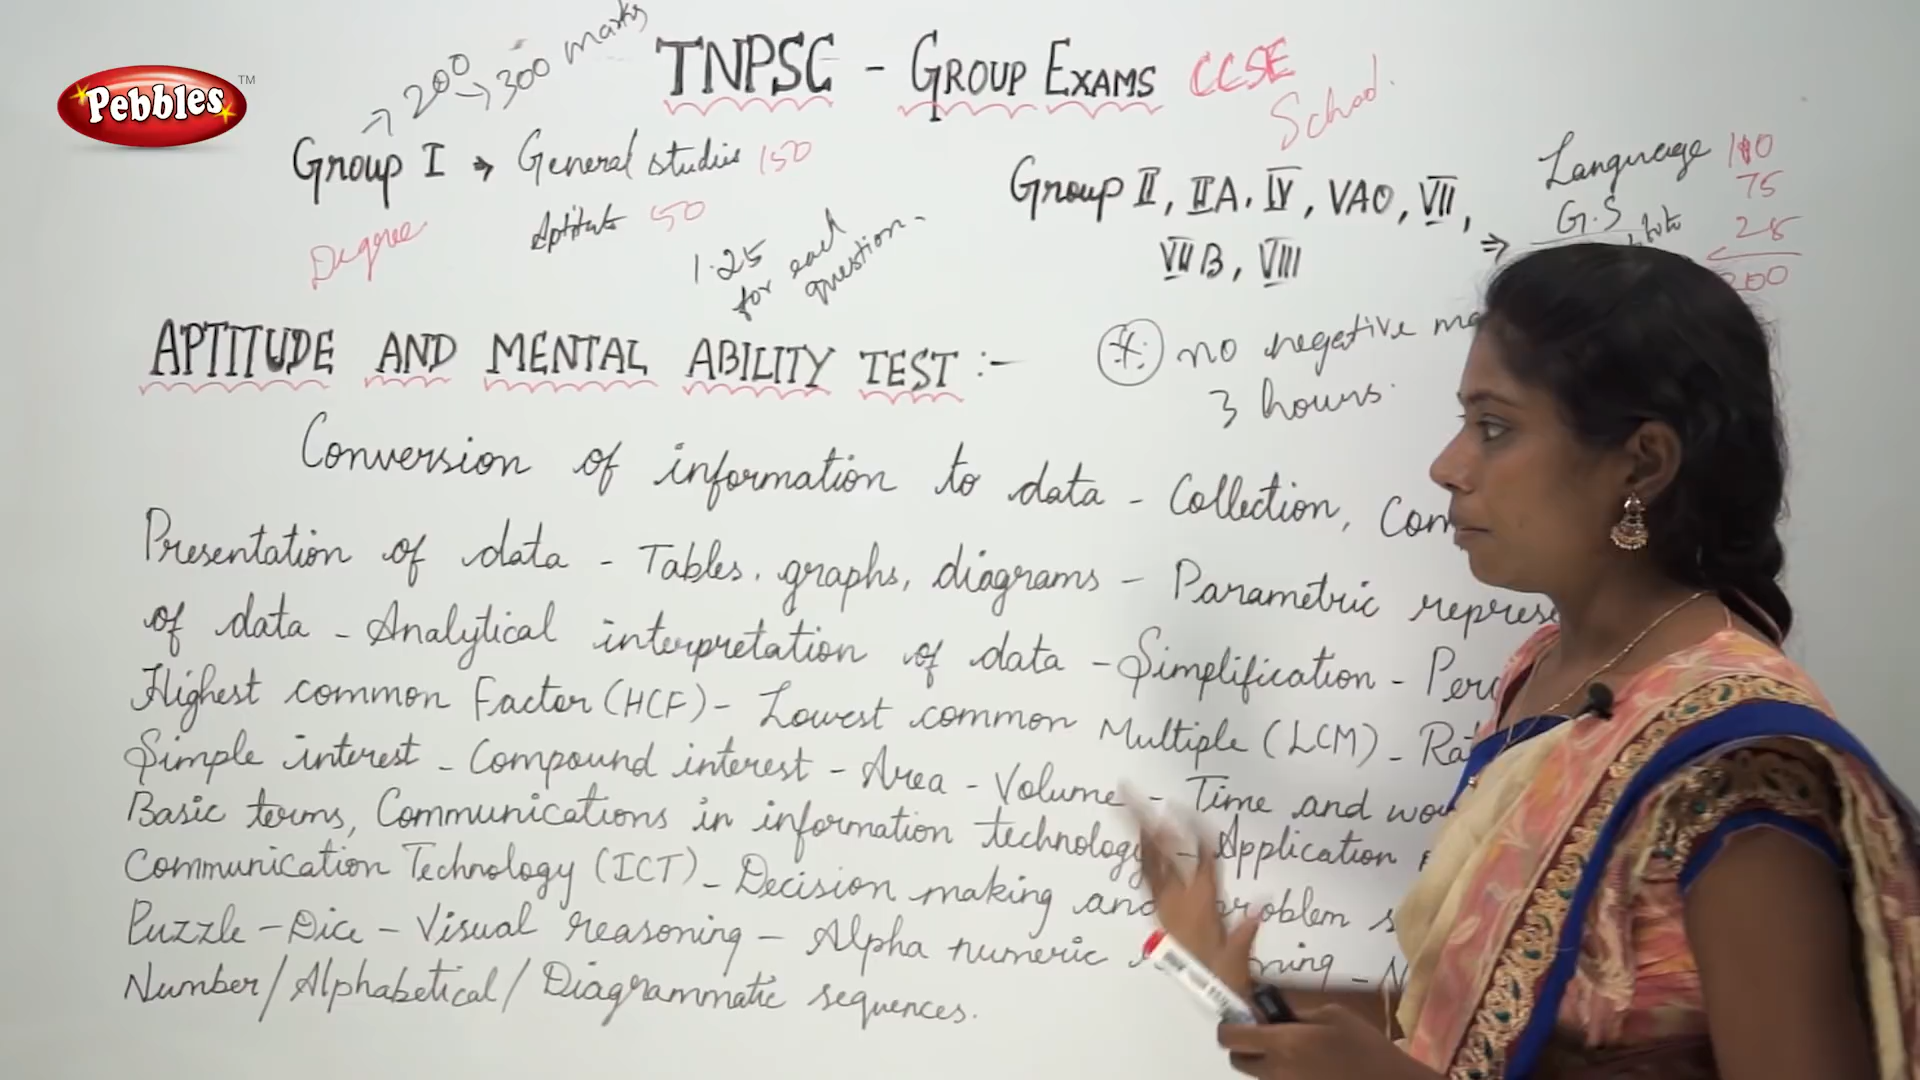 Pebbles TM
→ 200
→ 300 marks
TNPSC - GROUP EXAMS CCSE
School.
Group I → General studies 150
Aptitude 50
Degree
1.25
for each
question.
Group II, IIA, IV, VAO, VII,
VII B, VIII
⇒
Language 100
75
G.S
25
200
* no negative
3 hours.
APTITUDE AND MENTAL ABILITY TEST :-
Conversion of information to data - Collection,
Presentation of data - Tables, graphs, diagrams - Parametric
of data - Analytical interpretation of data - Simplification -
Highest common Factor (HCF) - Lowest common Multiple (LCM) -
Simple interest - Compound interest - Area - Volume - Time and
Basic terms, Communications in information technology - Application
Communication Technology (ICT) - Decision making and problem
Puzzle - Dice - Visual reasoning - Alpha numeric
Number/Alphabetical/Diagrammatic sequences.